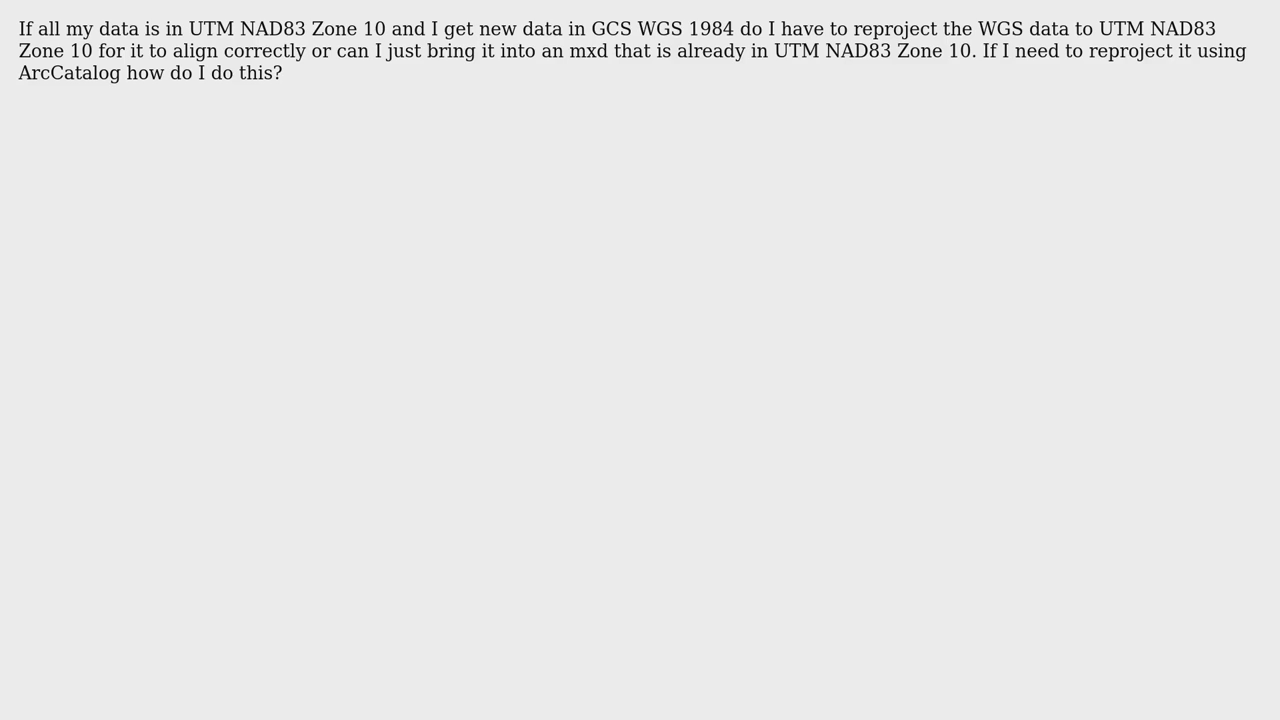 If all my data is in UTM NAD83 Zone 10 and I get new data in GCS WGS 1984 do I have to reproject the WGS data to UTM NAD83
Zone 10 for it to align correctly or can I just bring it into an mxd that is already in UTM NAD83 Zone 10. If I need to reproject it using
ArcCatalog how do I do this?